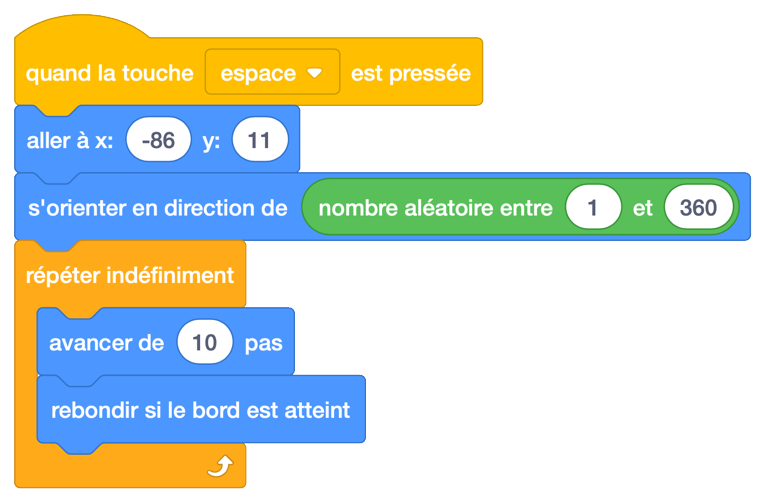 quand la touche espace est pressée
aller à x: -86 y: 11
s'orienter en direction de nombre aléatoire entre 1 et 360
répéter indéfiniment
avancer de 10 pas
rebondir si le bord est atteint